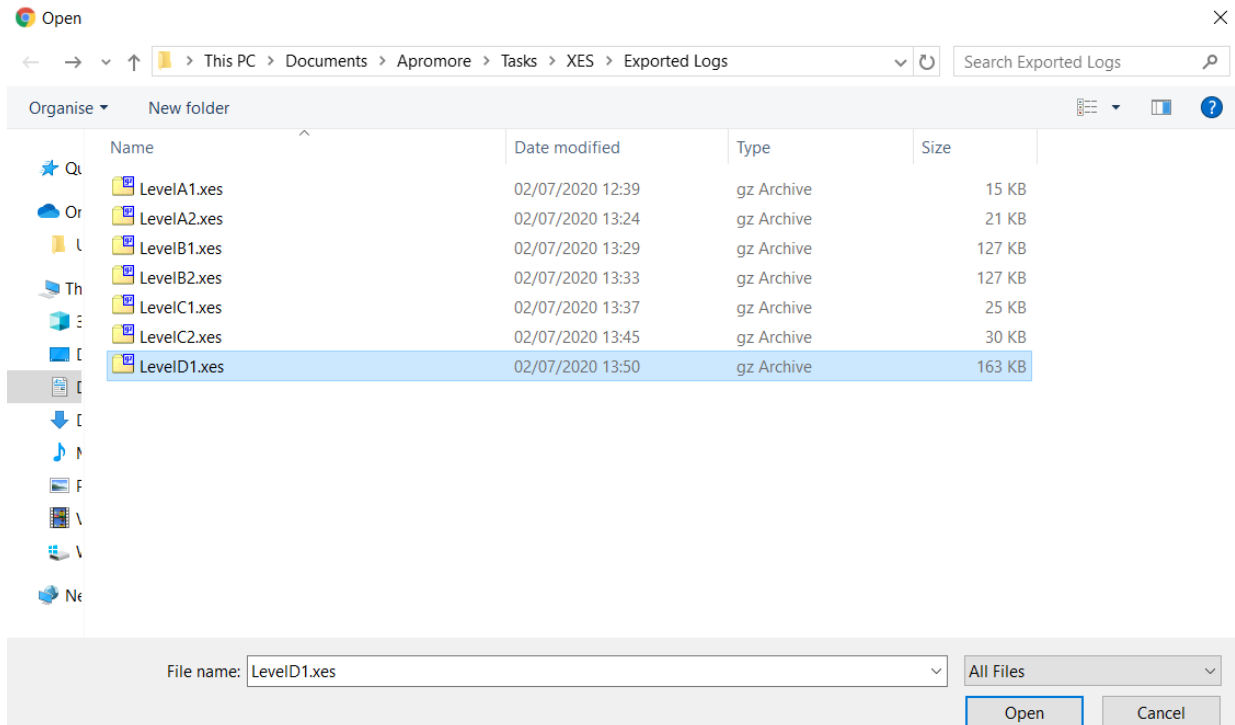 Open
This PC > Documents > Apromore > Tasks > XES > Exported Logs Search Exported Logs
Organise New folder
Name Date modified Type Size
LevelA1.xes 02/07/2020 12:39 gz Archive 15 KB
LevelA2.xes 02/07/2020 13:24 gz Archive 21 KB
LevelB1.xes 02/07/2020 13:29 gz Archive 127 KB
LevelB2.xes 02/07/2020 13:33 gz Archive 127 KB
LevelC1.xes 02/07/2020 13:37 gz Archive 25 KB
LevelC2.xes 02/07/2020 13:45 gz Archive 30 KB
LevelD1.xes 02/07/2020 13:50 gz Archive 163 KB
File name: LevelD1.xes All Files
Open Cancel